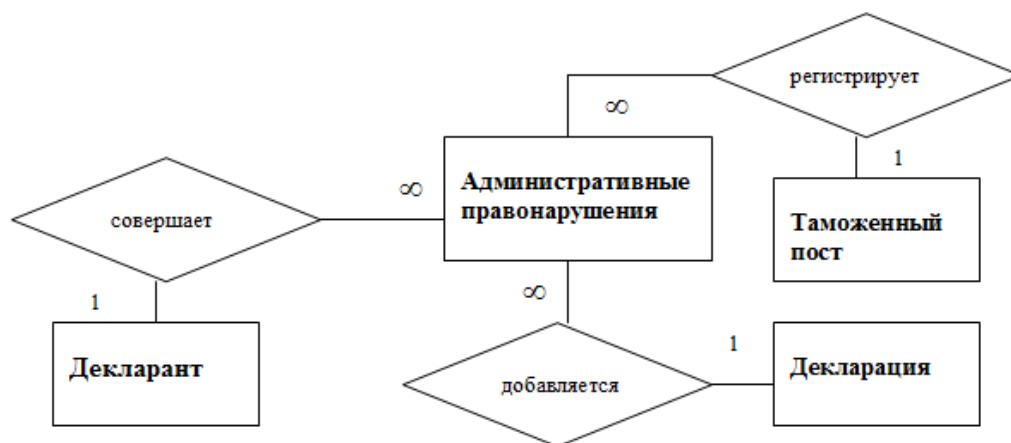 регистрирует
∞
1
Административные
правонарушения
∞
совершает
Таможенный
пост
∞
1
1
Декларант
Декларация
добавляется